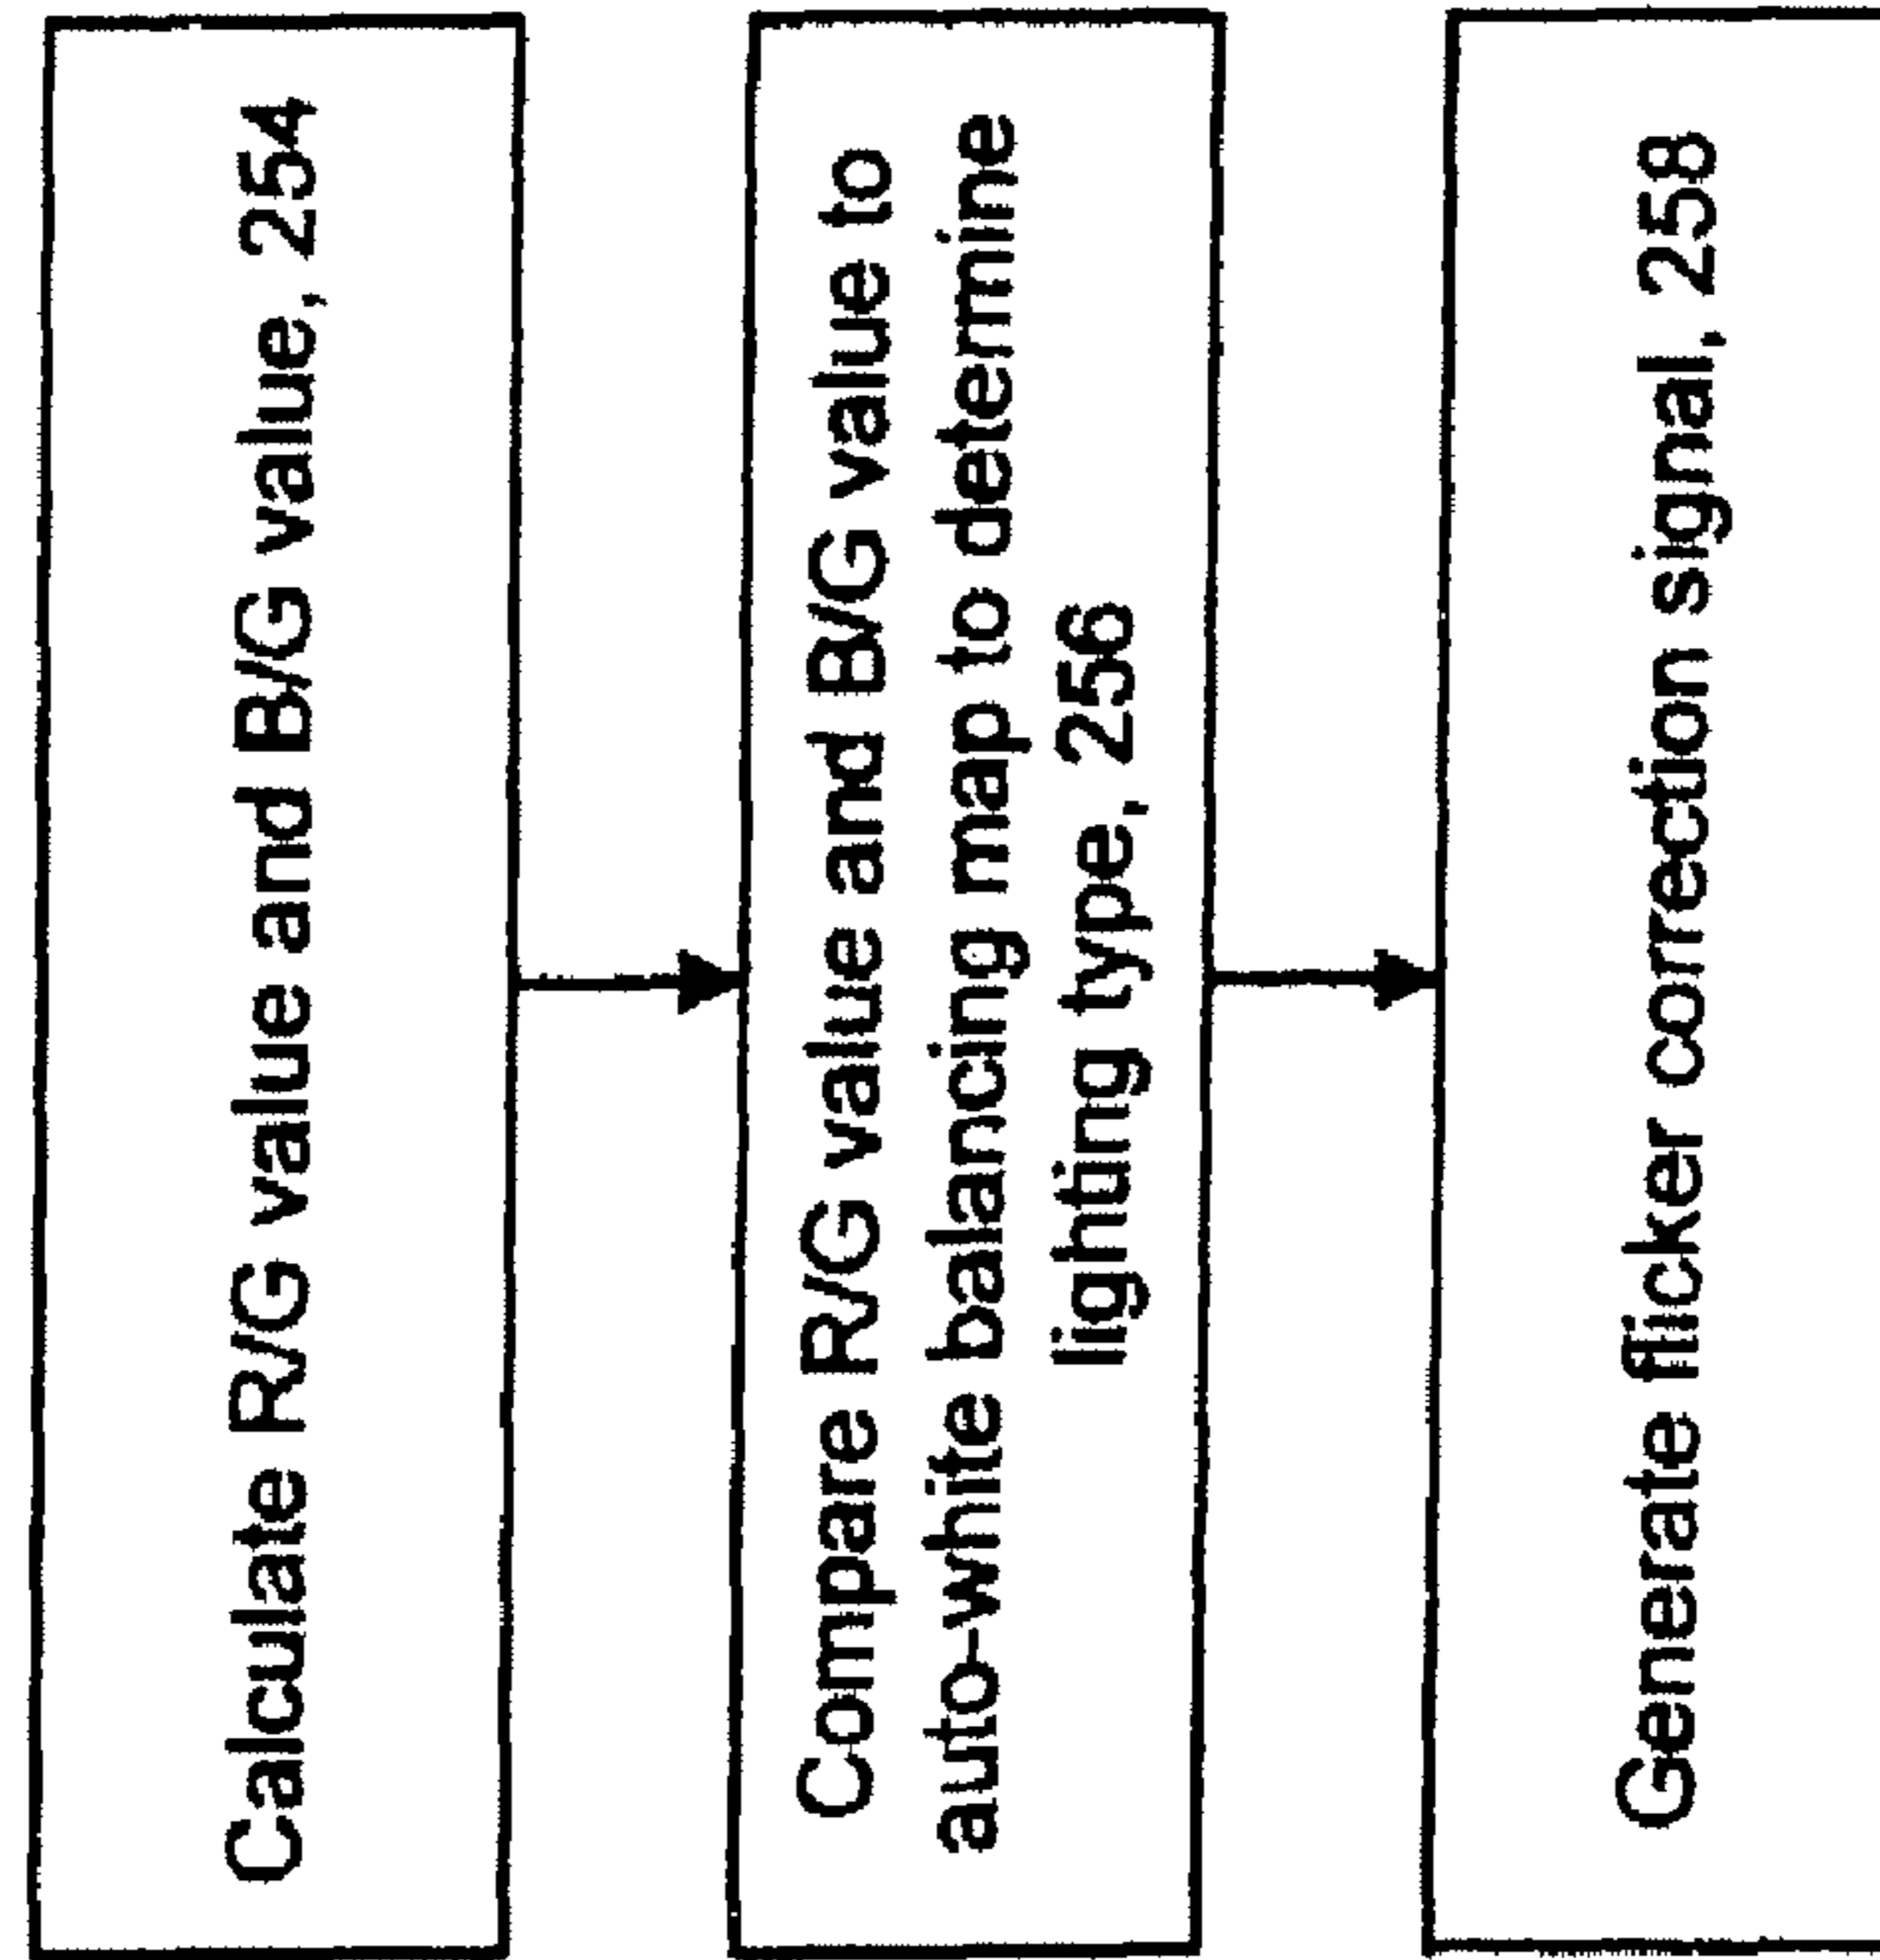 Calculate R/G value and B/G value, 254
Compare R/G value and B/G value to
auto-white balancing map to determine
lighting type, 256
Generate flicker correction signal, 258